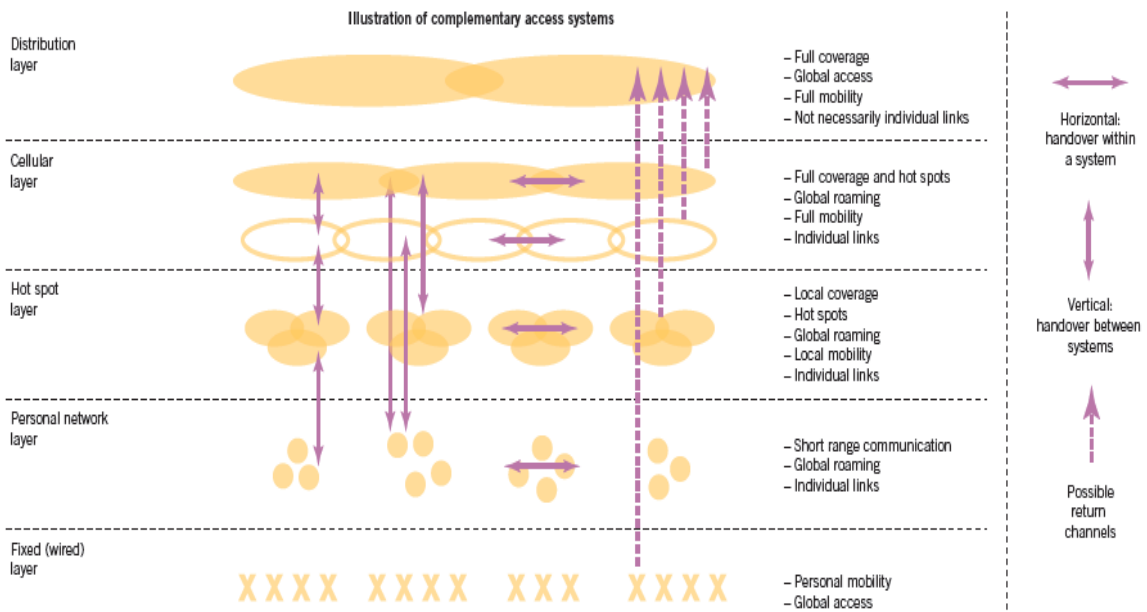 Illustration of complementary access systems
Distribution
layer
– Full coverage
– Global access
– Full mobility
– Not necessarily individual links
Cellular
layer
– Full coverage and hot spots
– Global roaming
– Full mobility
– Individual links
Hot spot
layer
– Local coverage
– Hot spots
– Global roaming
– Local mobility
– Individual links
Personal network
layer
– Short range communication
– Global roaming
– Individual links
Fixed (wired)
layer
X X X X X X X X X X X X X X X
– Personal mobility
– Global access
Horizontal:
handover within
a system
Vertical:
handover between
systems
Possible
return
channels